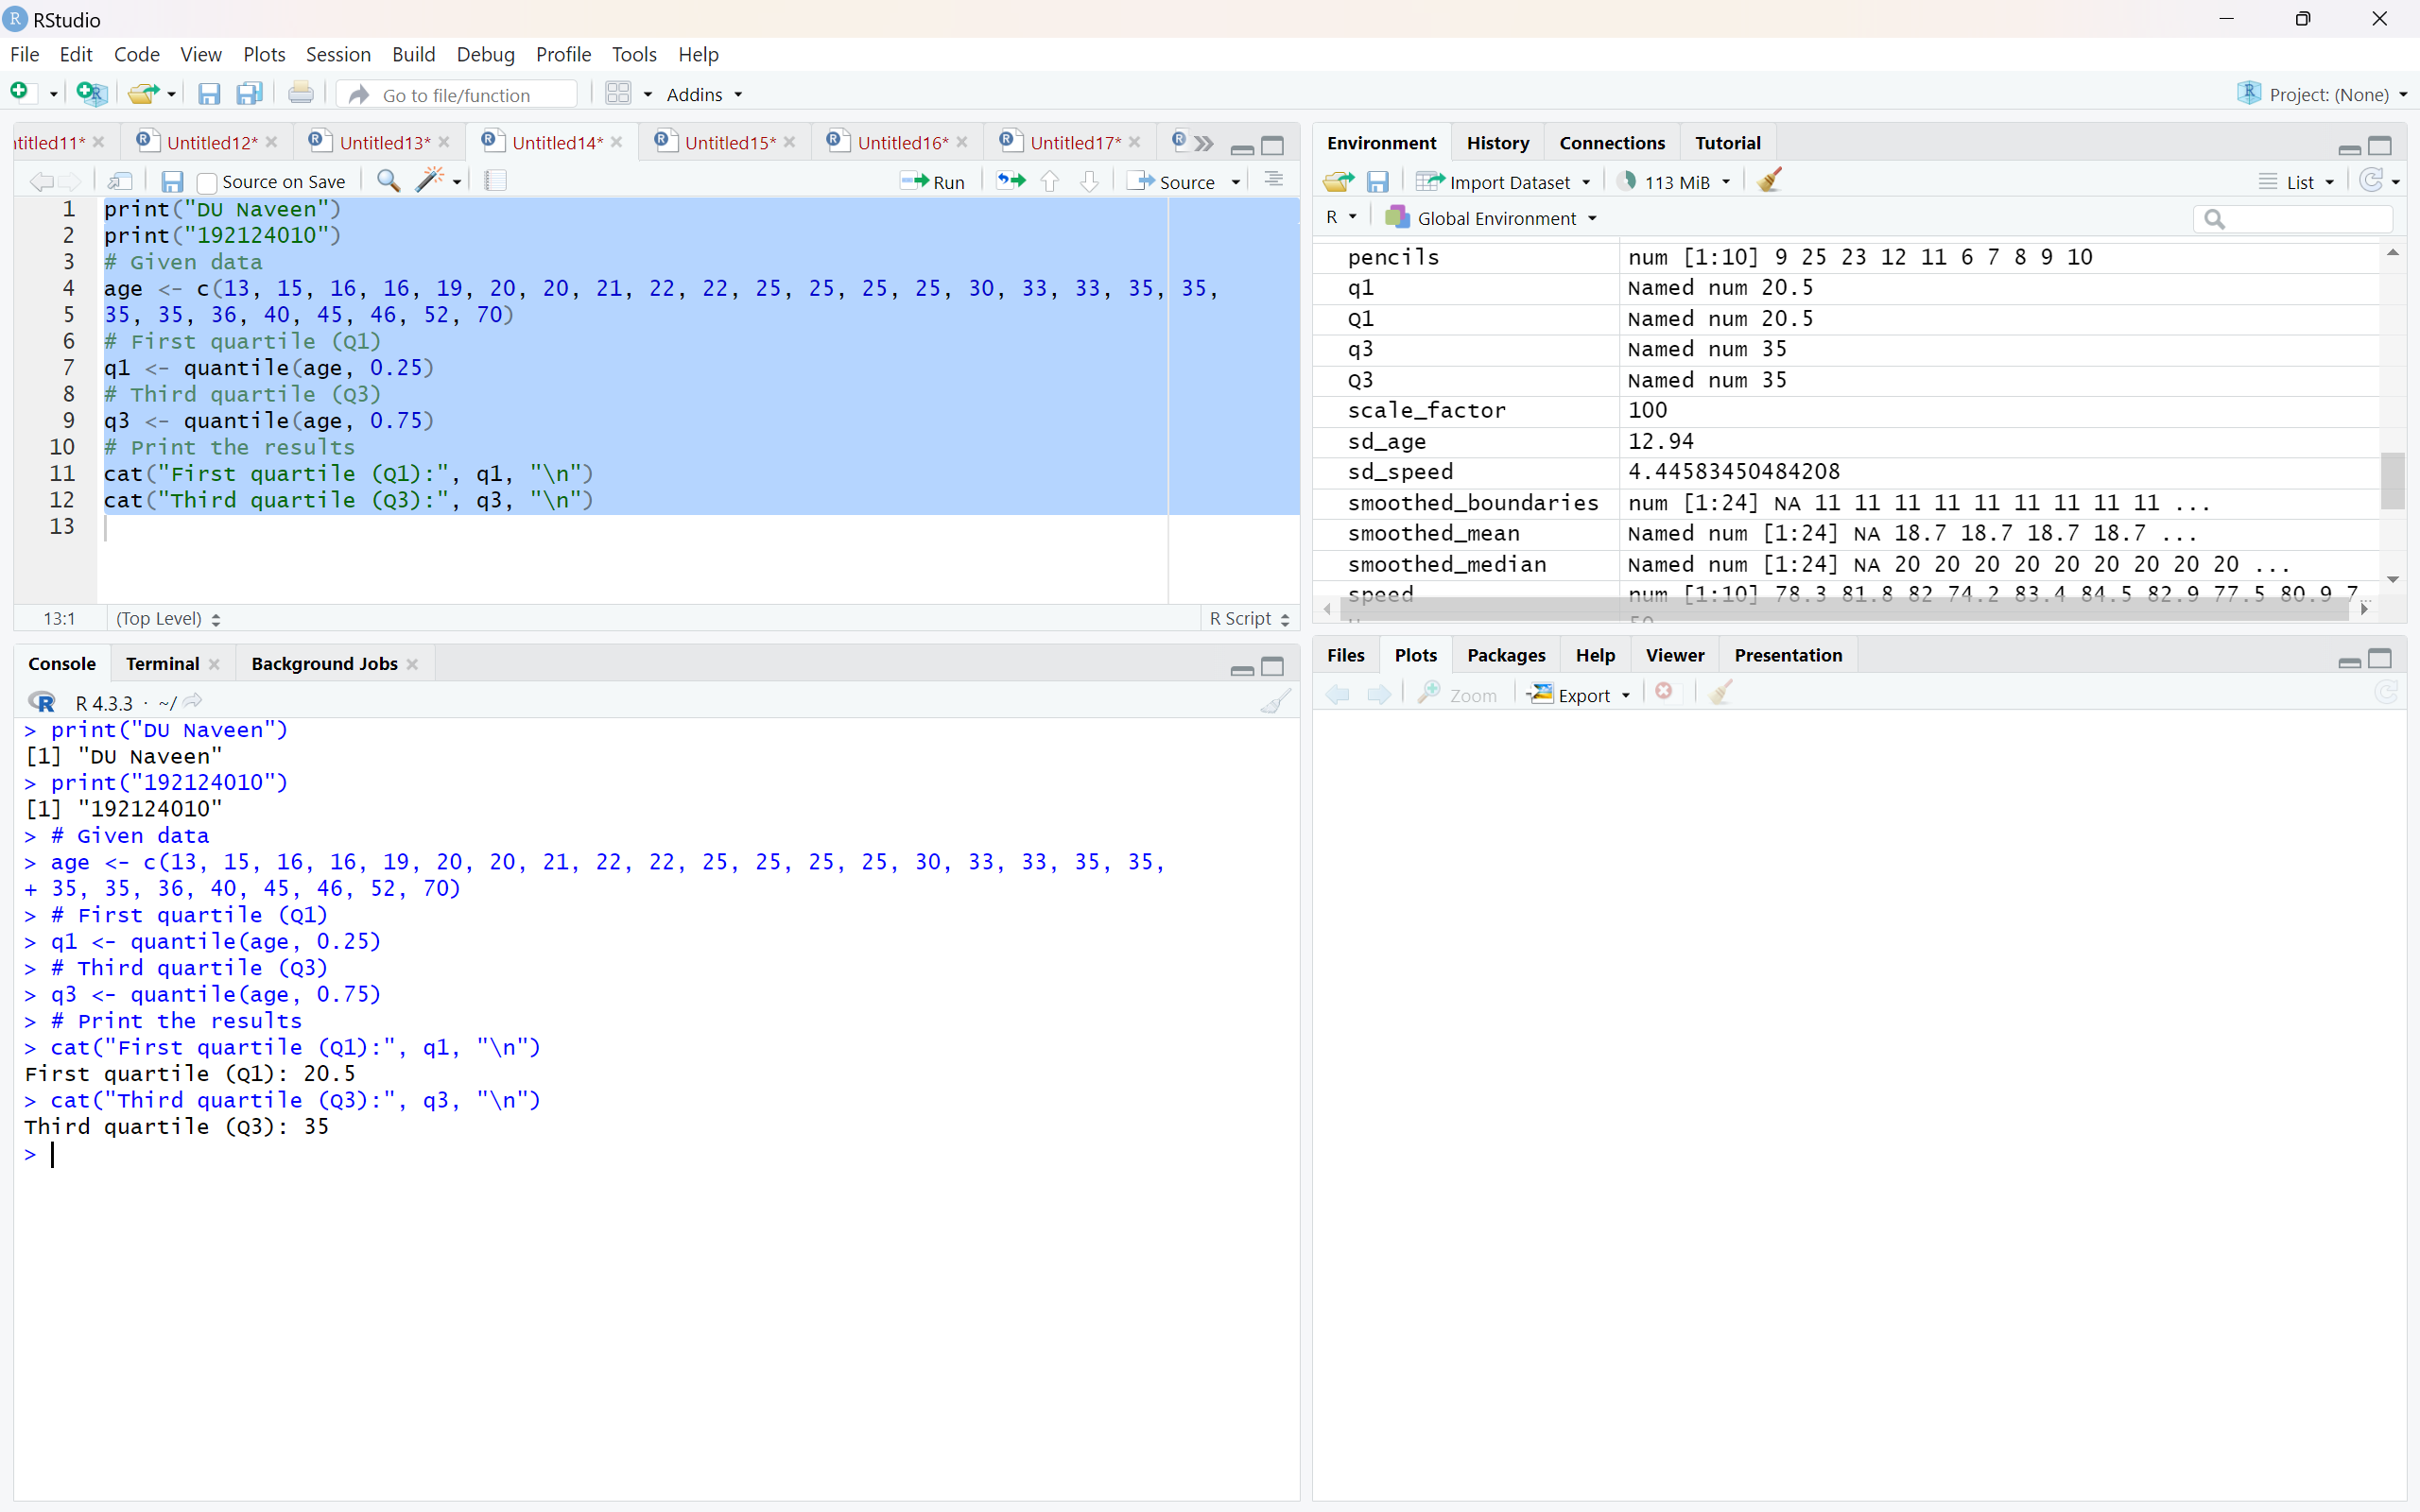 RStudio
File Edit Code View Plots Session Build Debug Profile Tools Help
Go to file/function Addins Project: (None)
ntitled11* Untitled12* Untitled13* Untitled14* Untitled15* Untitled16* Untitled17*
Source on Save Run Source
1 print("DU Naveen")
2 print("192124010")
3 # Given data
4 age <- c(13, 15, 16, 16, 19, 20, 20, 21, 22, 22, 25, 25, 25, 25, 30, 33, 33, 35, 35,
5 35, 35, 36, 40, 45, 46, 52, 70)
6 # First quartile (Q1)
7 q1 <- quantile(age, 0.25)
8 # Third quartile (Q3)
9 q3 <- quantile(age, 0.75)
10 # Print the results
11 cat("First quartile (Q1):", q1, "\n")
12 cat("Third quartile (Q3):", q3, "\n")
13
13:1 (Top Level) R Script
Console Terminal Background Jobs
R 4.3.3 · ~/
> print("DU Naveen")
[1] "DU Naveen"
> print("192124010")
[1] "192124010"
> # Given data
> age <- c(13, 15, 16, 16, 19, 20, 20, 21, 22, 22, 25, 25, 25, 25, 30, 33, 33, 35, 35,
+ 35, 35, 36, 40, 45, 46, 52, 70)
> # First quartile (Q1)
> q1 <- quantile(age, 0.25)
> # Third quartile (Q3)
> q3 <- quantile(age, 0.75)
> # Print the results
> cat("First quartile (Q1):", q1, "\n")
First quartile (Q1): 20.5
> cat("Third quartile (Q3):", q3, "\n")
Third quartile (Q3): 35
>
Environment History Connections Tutorial
Import Dataset 113 MiB List
R Global Environment
pencils num [1:10] 9 25 23 12 11 6 7 8 9 10
q1 Named num 20.5
Q1 Named num 20.5
q3 Named num 35
Q3 Named num 35
scale_factor 100
sd_age 12.94
sd_speed 4.44583450484208
smoothed_boundaries num [1:24] NA 11 11 11 11 11 11 11 11 11 ...
smoothed_mean Named num [1:24] NA 18.7 18.7 18.7 18.7 ...
smoothed_median Named num [1:24] NA 20 20 20 20 20 20 20 20 20 ...
speed num [1:10] 78.3 81.8 82 74.2 83.4 84.5 82.9 77.5 80.9 7…
Files Plots Packages Help Viewer Presentation
Zoom Export